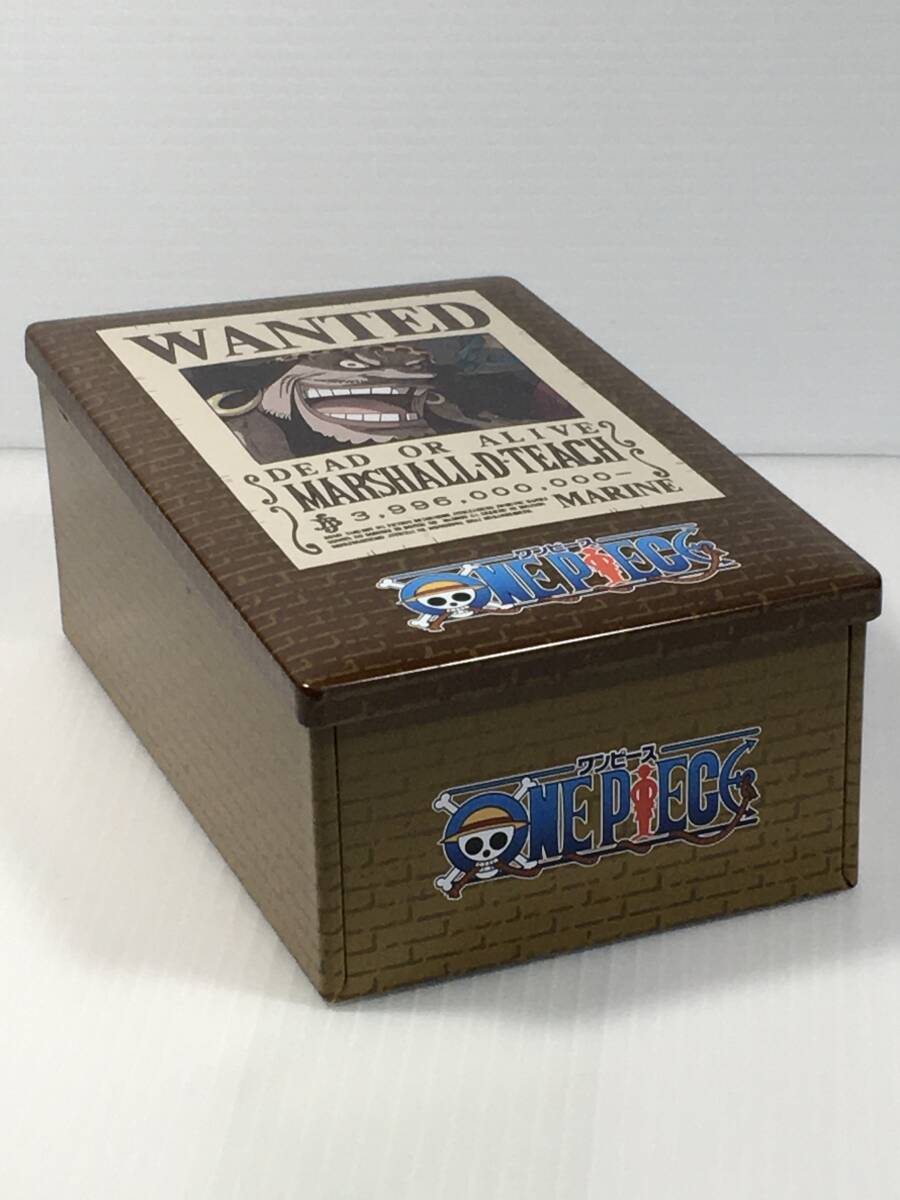 WANTED
DEAD OR ALIVE
MARSHALL·D·TEACH
฿3,996,000,000-
MARINE
ワンピース
ONE PIECE
ワンピース
ONE PIECE